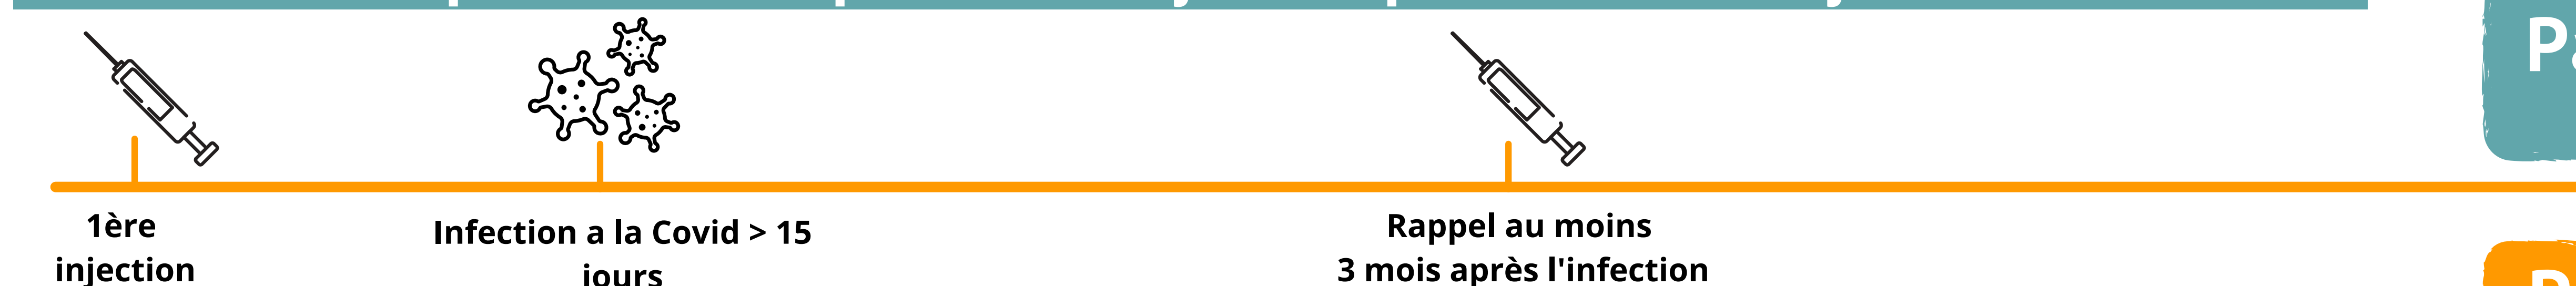 1ère
injection
Infection a la Covid > 15
jours
Rappel au moins
3 mois après l'infection